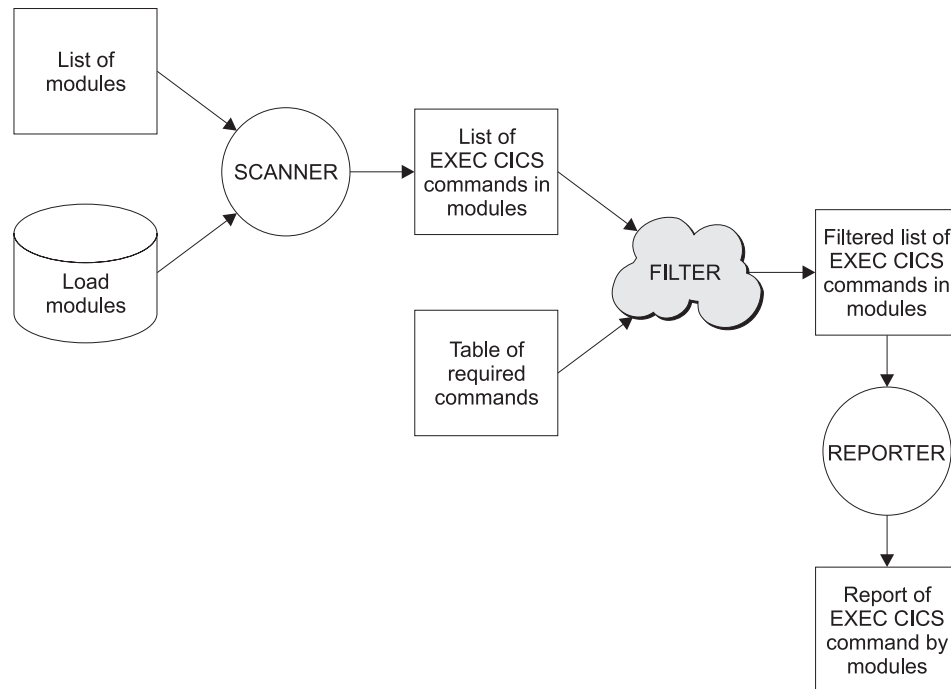 List of
modules
SCANNER
Load
modules
List of
EXEC CICS
commands in
modules
FILTER
Table of
required
commands
Filtered list of
EXEC CICS
commands in
modules
REPORTER
Report of
EXEC CICS
command by
modules